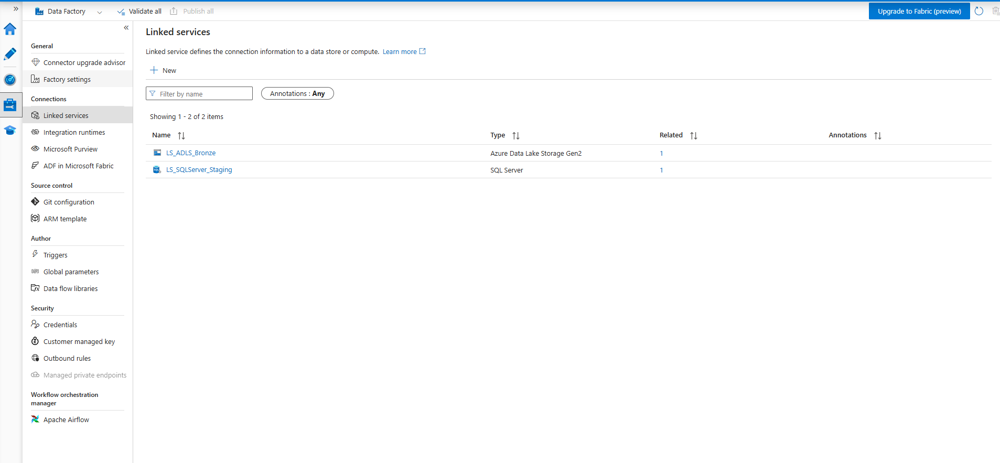 Data Factory
Validate all
Publish all
Upgrade to Fabric (preview)
General
Connector upgrade advisor
Factory settings
Connections
Linked services
Integration runtimes
Microsoft Purview
ADF in Microsoft Fabric
Source control
Git configuration
ARM template
Author
Triggers
Global parameters
Data flow libraries
Security
Credentials
Customer managed key
Outbound rules
Managed private endpoints
Workflow orchestration
manager
Apache Airflow
Linked services
Linked service defines the connection information to a data store or compute. Learn more
New
Filter by name
Annotations : Any
Showing 1 - 2 of 2 items
Name Type Related Annotations
LS_ADLS_Bronze Azure Data Lake Storage Gen2 1
SQL LS_SQLServer_Staging SQL Server 1